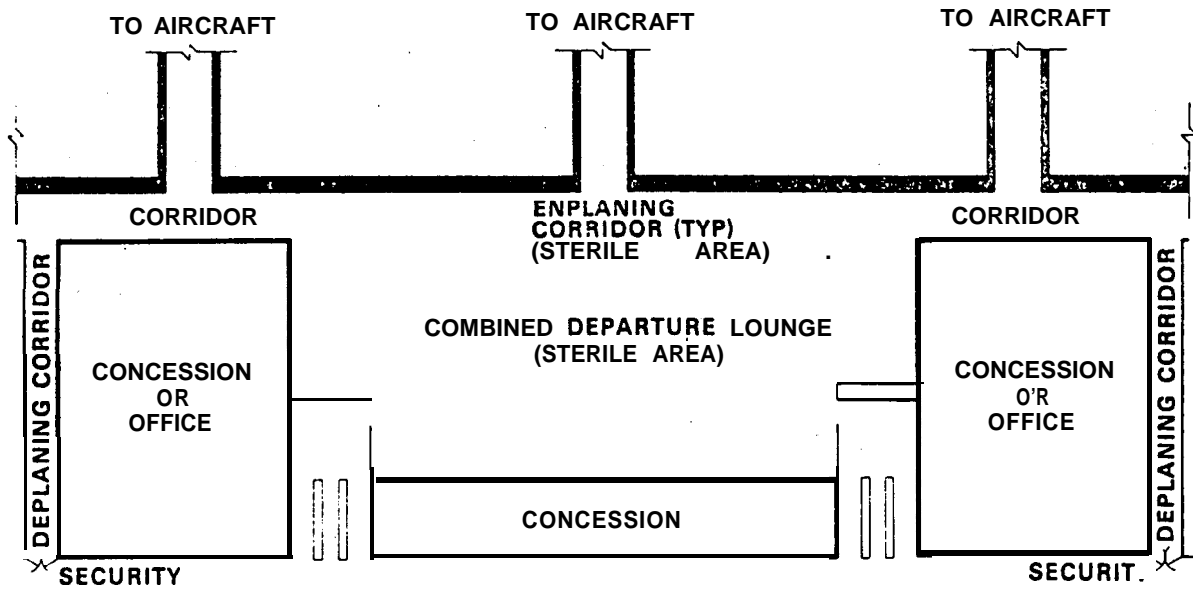 TO AIRCRAFT
TO AIRCRAFT
TO AIRCRAFT
CORRIDOR
ENPLANING
CORRIDOR (TYP)
(STERILE AREA)
CORRIDOR
DEPLANING CORRIDOR
CONCESSION
OR
OFFICE
COMBINED DEPARTURE LOUNGE
(STERILE AREA)
CONCESSION
O'R
OFFICE
DEPLANING CORRIDOR
CONCESSION
SECURITY
SECURIT.